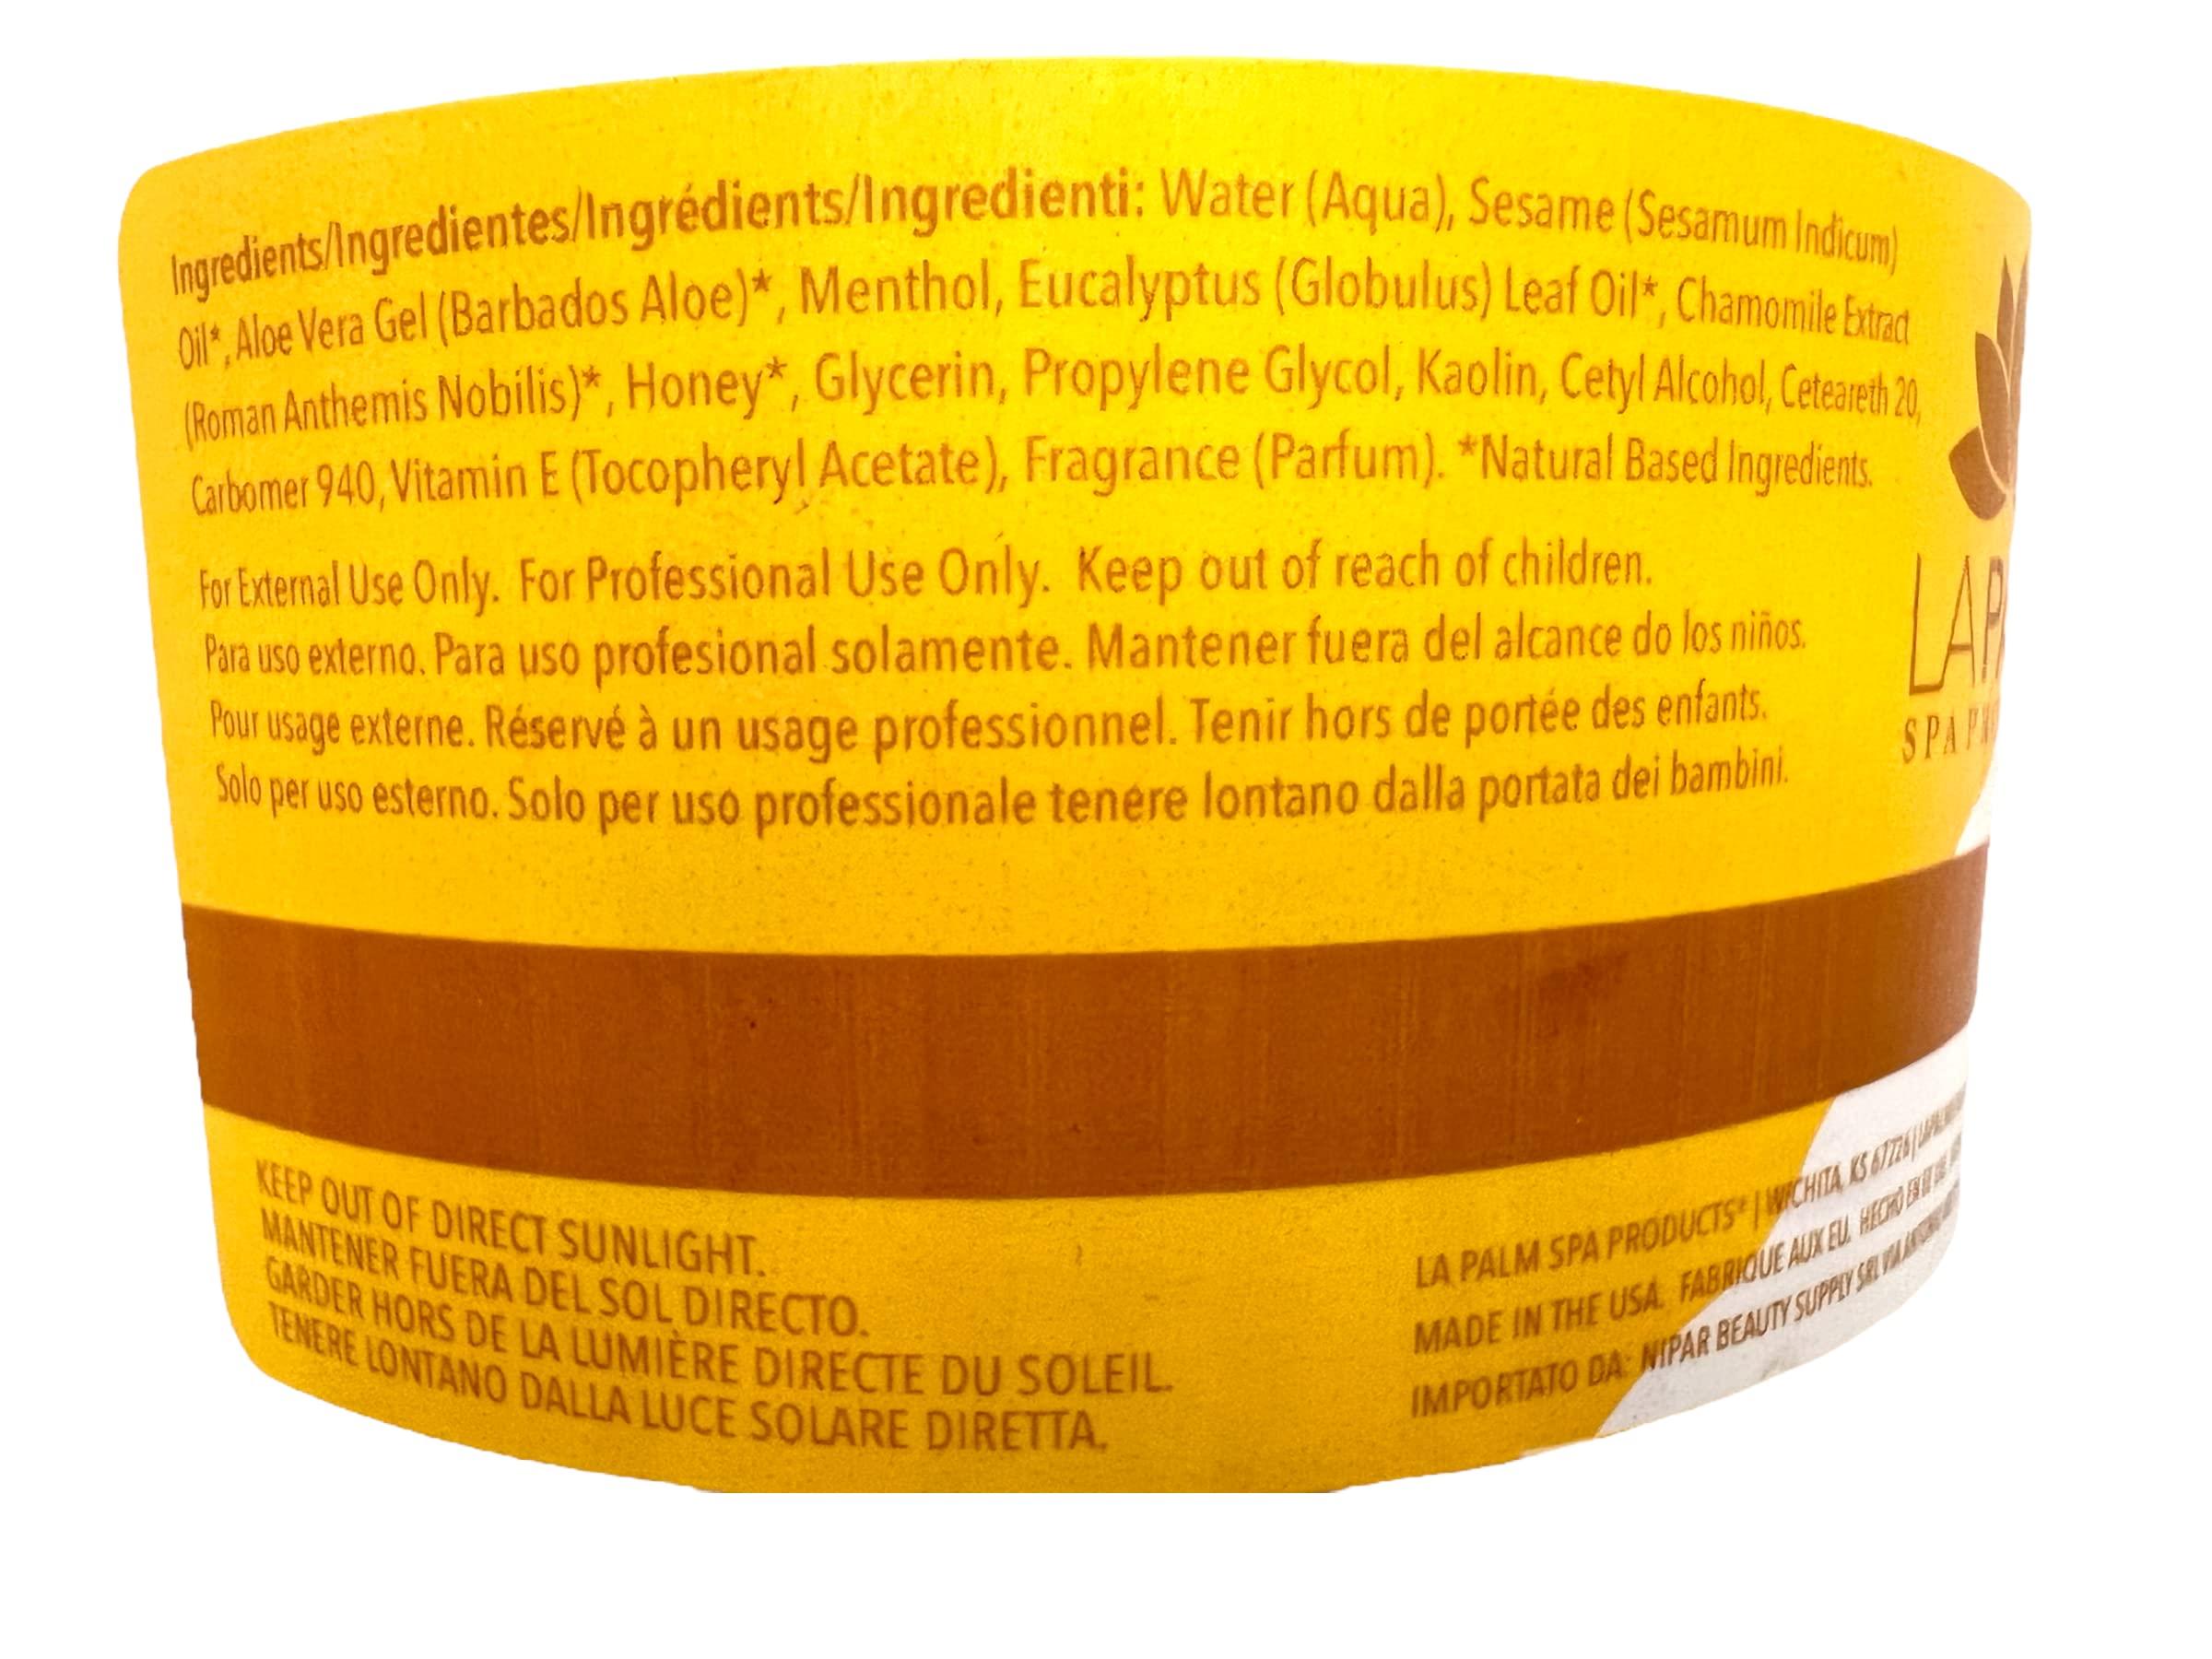 Ingredients/Ingredientes/Ingrédients/Ingredienti: Water (Aqua), Sesame (Sesamum Indicum)
Oil*, Aloe Vera Gel (Barbados Aloe)*, Menthol, Eucalyptus (Globulus) Leaf Oil*, Chamomile Extract
(Roman Anthemis Nobilis)*, Honey*, Glycerin, Propylene Glycol, Kaolin, Cetyl Alcohol, Ceteareth 20,
Carbomer 940, Vitamin E (Tocopheryl Acetate), Fragrance (Parfum). *Natural Based Ingredients.
For External Use Only. For Professional Use Only. Keep out of reach of children.
Para uso externo. Para uso profesional solamente. Mantener fuera del alcance do los niños.
Pour usage externe. Réservé à un usage professionnel. Tenir hors de portée des enfants.
Solo per uso esterno. Solo per uso professionale tenere lontano dalla portata dei bambini.
LA
SPA
KEEP OUT OF DIRECT SUNLIGHT.
MANTENER FUERA DEL SOL DIRECTO.
GARDER HORS DE LA LUMIÈRE DIRECTE DU SOLEIL.
TENERE LONTANO DALLA LUCE SOLARE DIRETTA.
LA PALM SPA PRODUCTS® | WICHITA, KS 67226 |
MADE IN THE USA. FABRIQUE AUX EU. HECHO EN
IMPORTATO DA: NIPAR BEAUTY SUPPLY SRL VIA